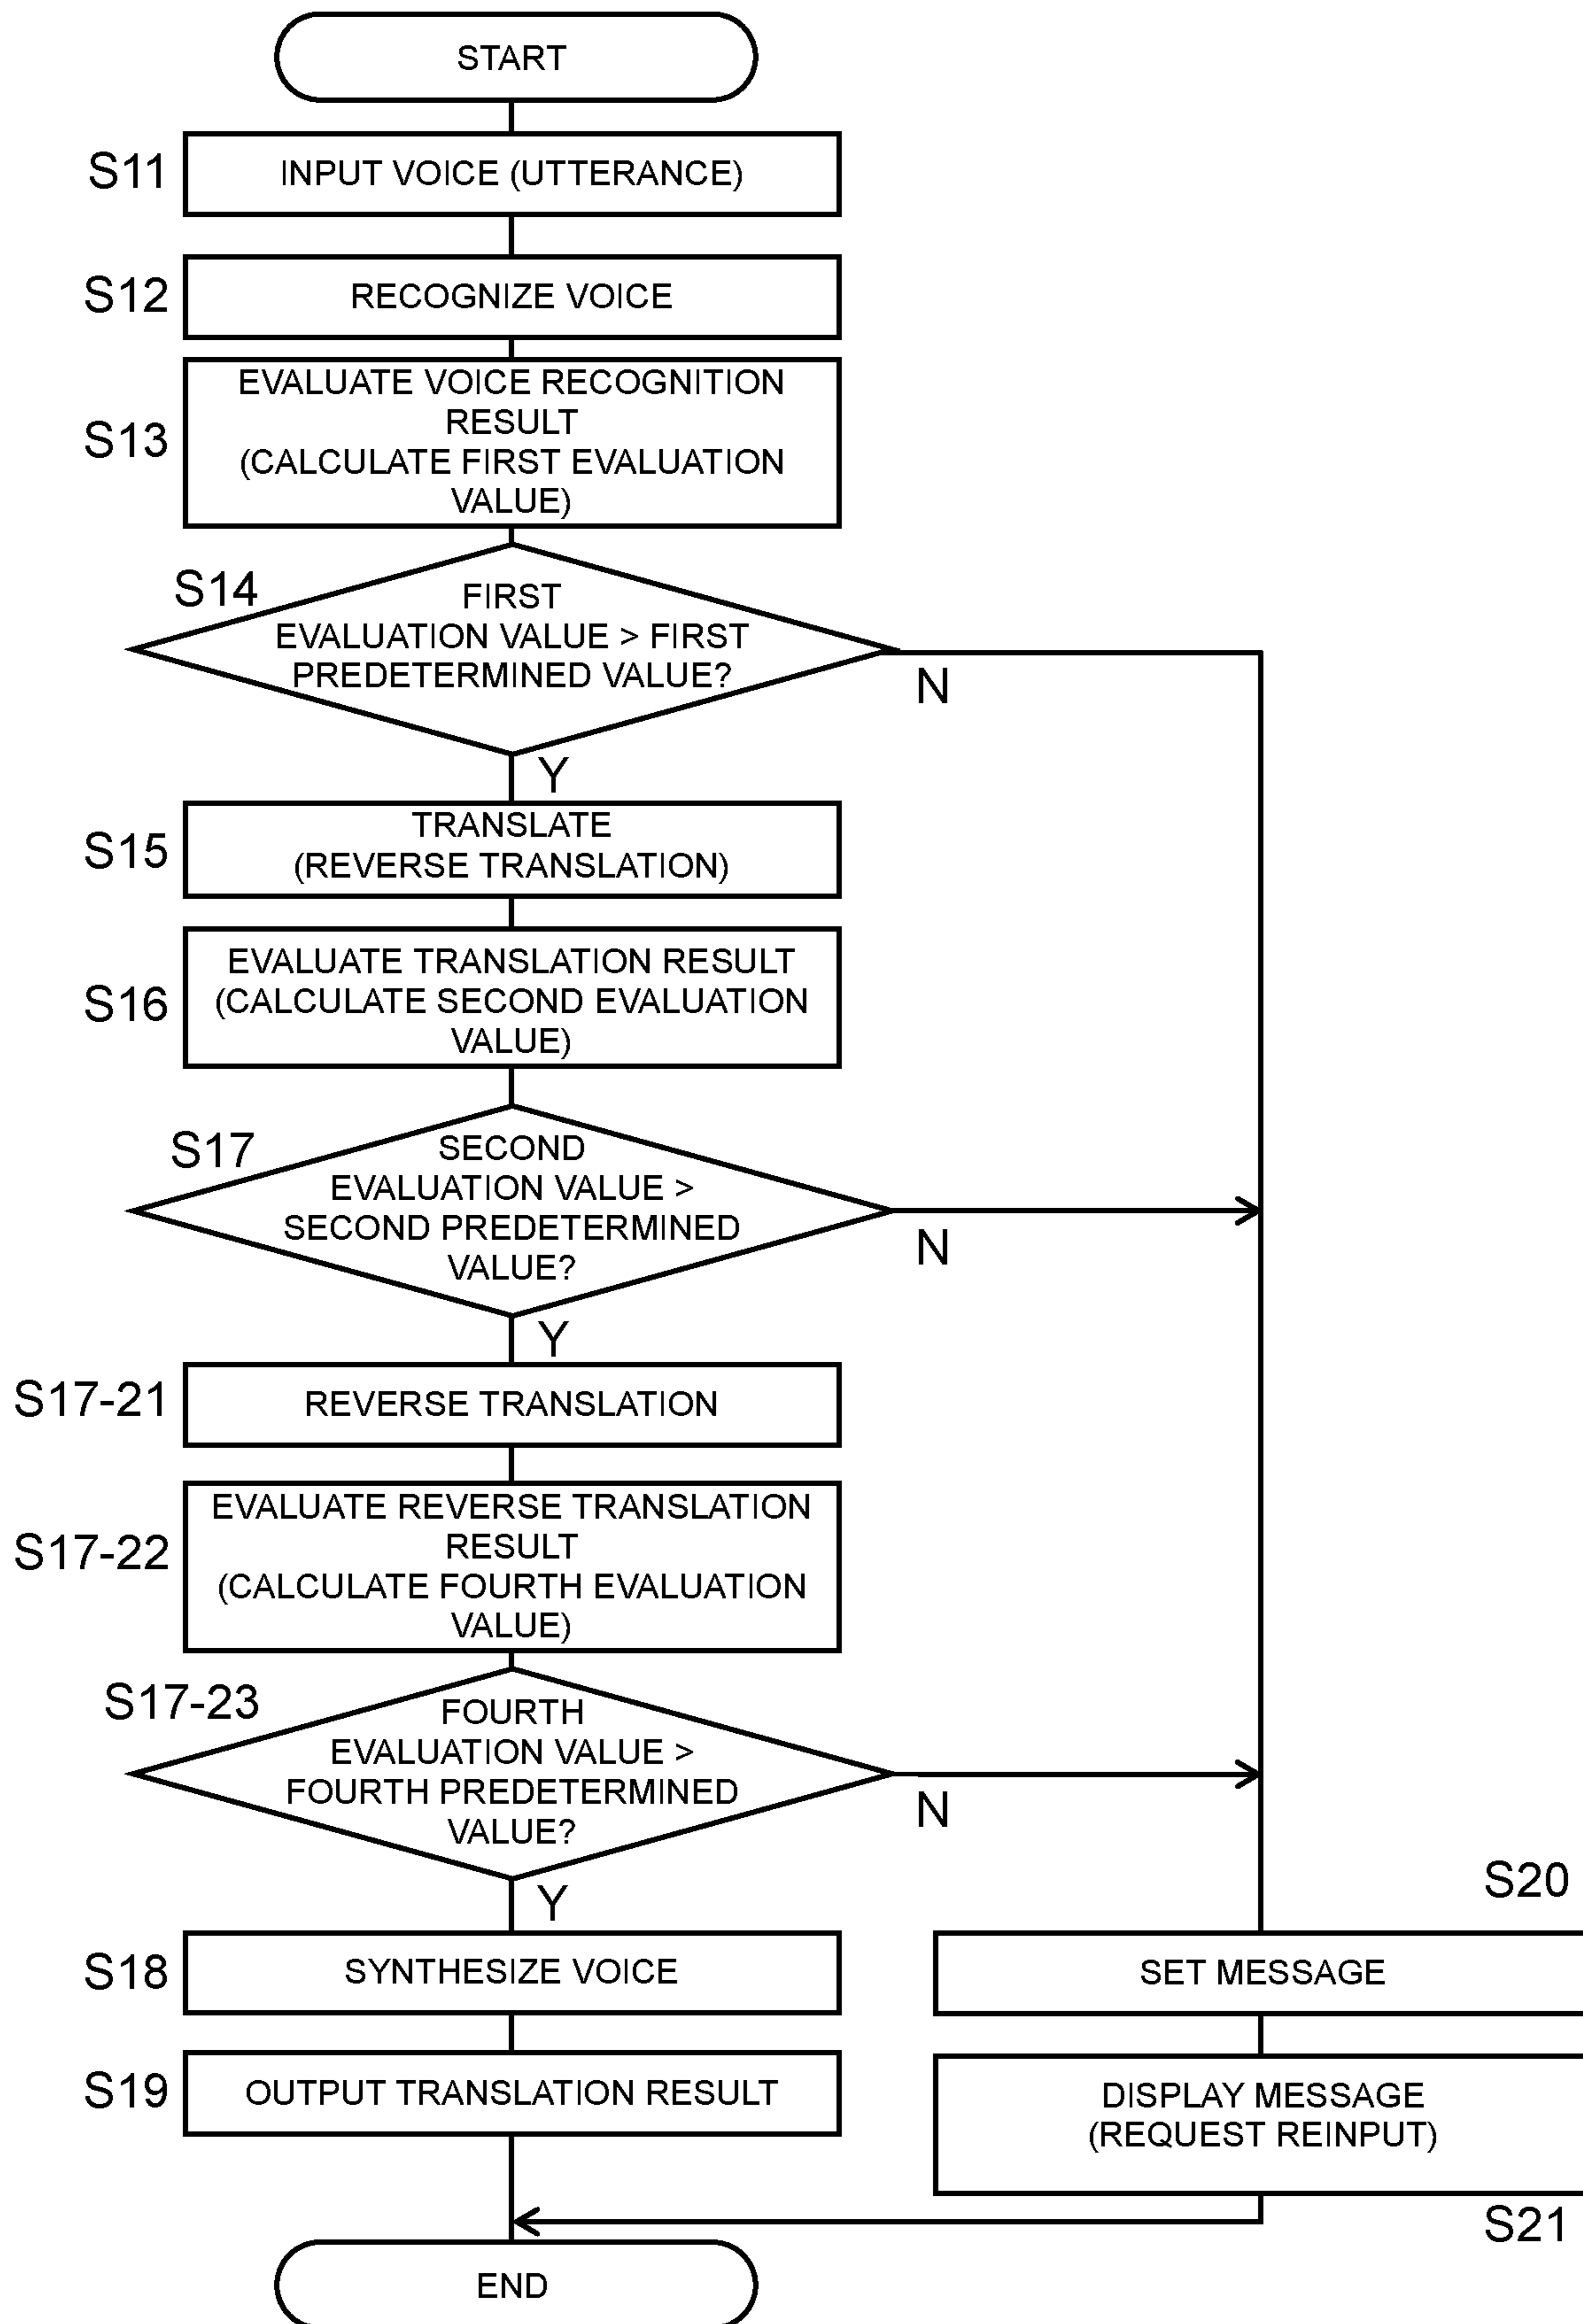 START
S11
INPUT VOICE (UTTERANCE)
S12
RECOGNIZE VOICE
S13
EVALUATE VOICE RECOGNITION
RESULT
(CALCULATE FIRST EVALUATION
VALUE)
S14
FIRST
EVALUATION VALUE > FIRST
PREDETERMINED VALUE?
N
Y
S15
TRANSLATE
(REVERSE TRANSLATION)
S16
EVALUATE TRANSLATION RESULT
(CALCULATE SECOND EVALUATION
VALUE)
S17
SECOND
EVALUATION VALUE >
SECOND PREDETERMINED
VALUE?
N
Y
S17-21
REVERSE TRANSLATION
S17-22
EVALUATE REVERSE TRANSLATION
RESULT
(CALCULATE FOURTH EVALUATION
VALUE)
S17-23
FOURTH
EVALUATION VALUE >
FOURTH PREDETERMINED
VALUE?
N
Y
S18
SYNTHESIZE VOICE
S19
OUTPUT TRANSLATION RESULT
S20
SET MESSAGE
DISPLAY MESSAGE
(REQUEST REINPUT)
S21
END